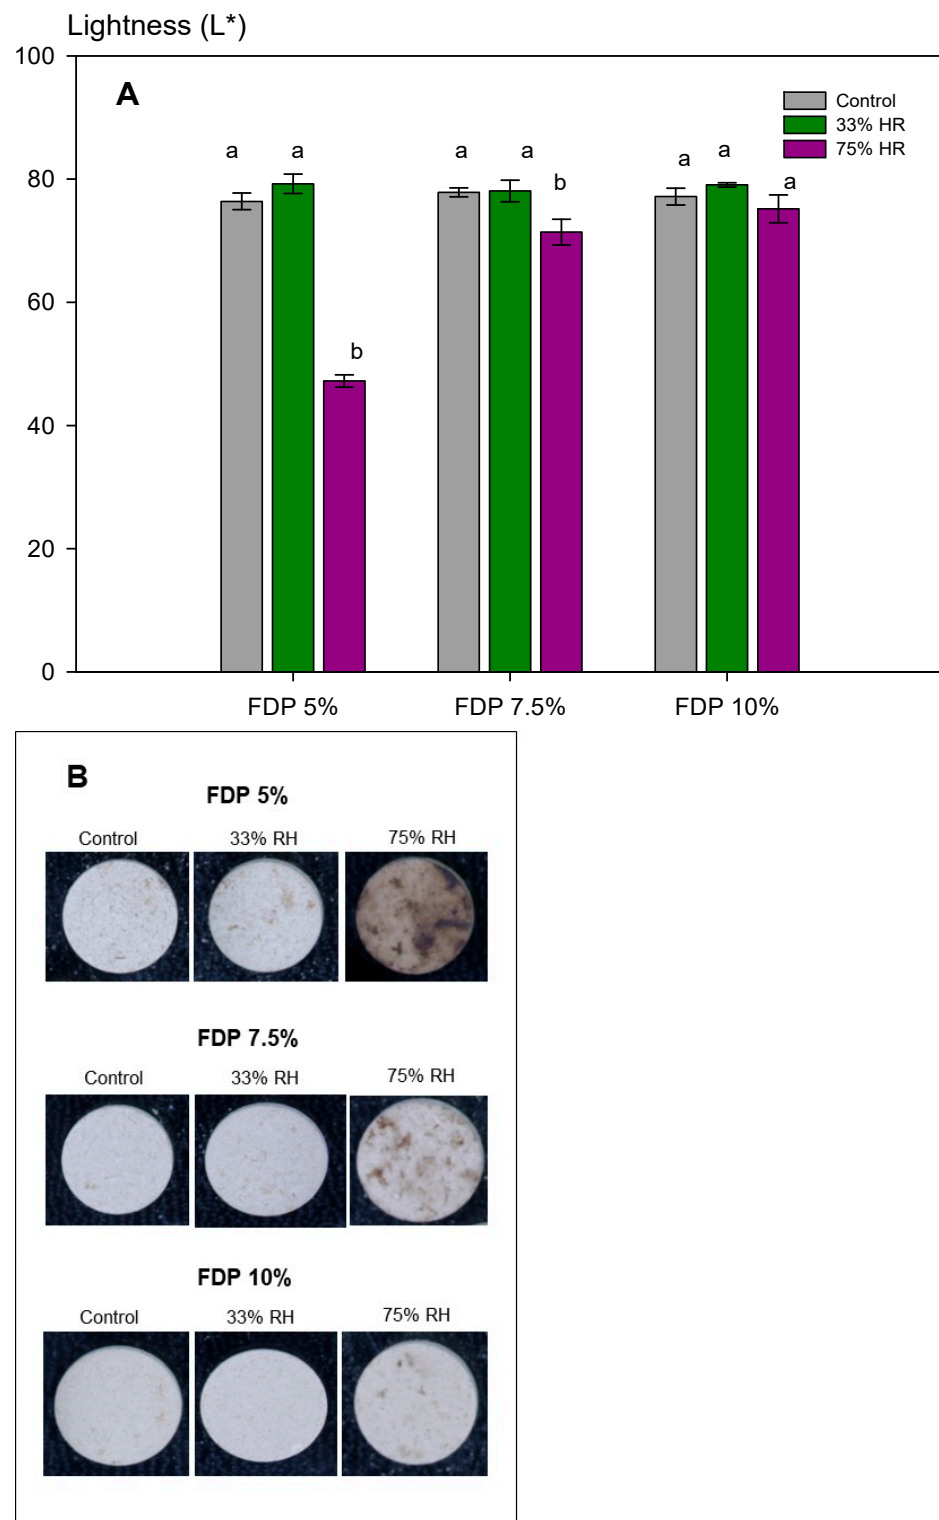 Lightness (L*)
100
A
Control
33% HR
75% HR
a a a a a a
80
b
a
60
b
40
20
0
FDP 5% FDP 7.5% FDP 10%
B
FDP 5%
Control 33% RH 75% RH
FDP 7.5%
Control 33% RH 75% RH
FDP 10%
Control 33% RH 75% RH